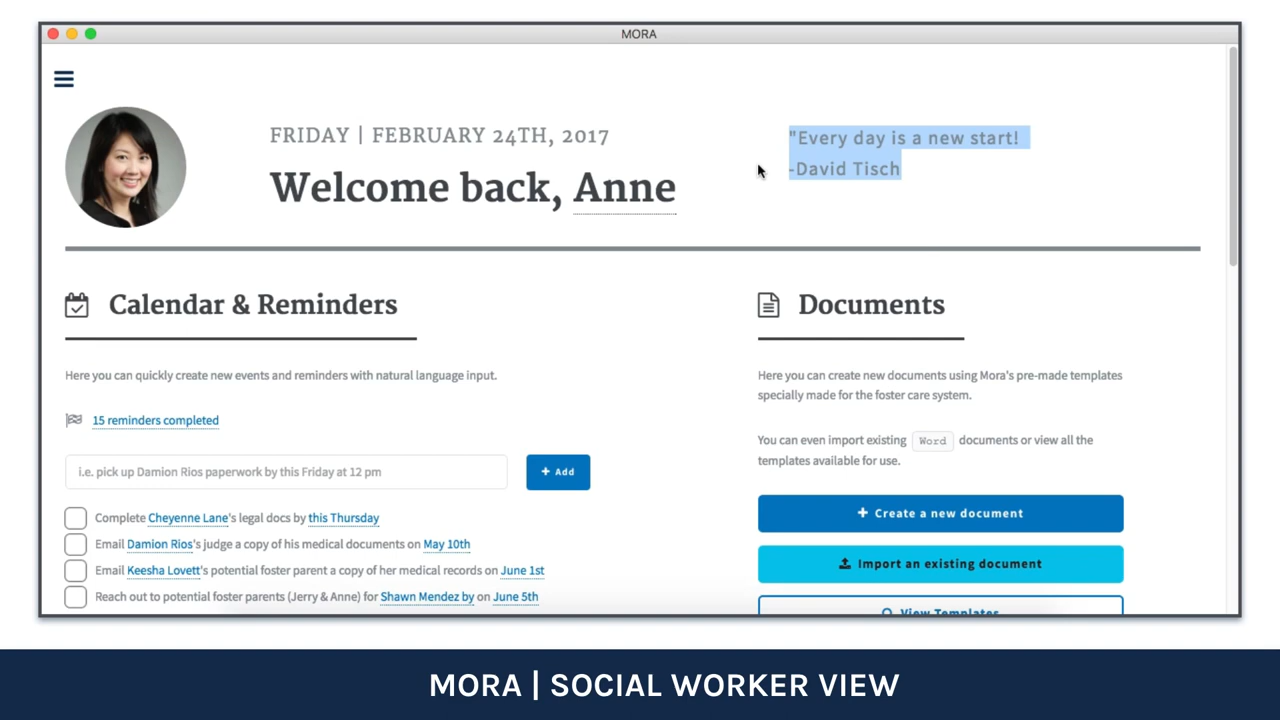 MORA
FRIDAY | FEBRUARY 24TH, 2017
Welcome back, Anne
"Every day is a new start!
-David Tisch
Calendar & Reminders
Here you can quickly create new events and reminders with natural language input.
15 reminders completed
i.e. pick up Damion Rios paperwork by this Friday at 12 pm
+ Add
Complete Cheyenne Lane's legal docs by this Thursday
Email Damion Rios's judge a copy of his medical documents on May 10th
Email Keesha Lovett's potential foster parent a copy of her medical records on June 1st
Reach out to potential foster parents (Jerry & Anne) for Shawn Mendez by on June 5th
Documents
Here you can create new documents using Mora's pre-made templates
specially made for the foster care system.
You can even import existing Word documents or view all the
templates available for use.
+ Create a new document
Import an existing document
View Templates
MORA | SOCIAL WORKER VIEW